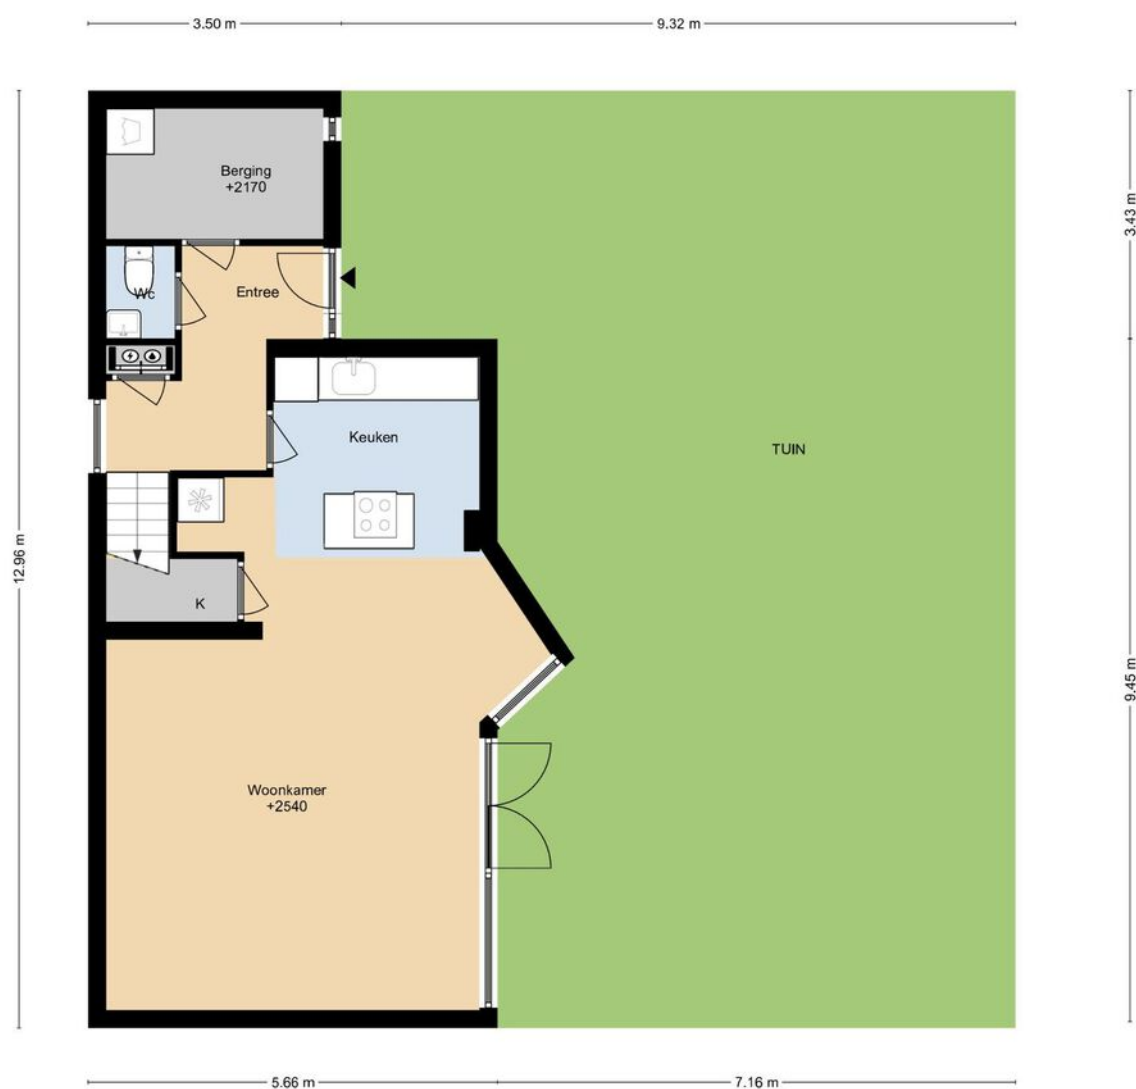 3.50 m
9.32 m
Berging
+2170
3.43 m
Wc
Entree
Keuken
TUIN
12.96 m
K
9.45 m
Woonkamer
+2540
5.66 m
7.16 m